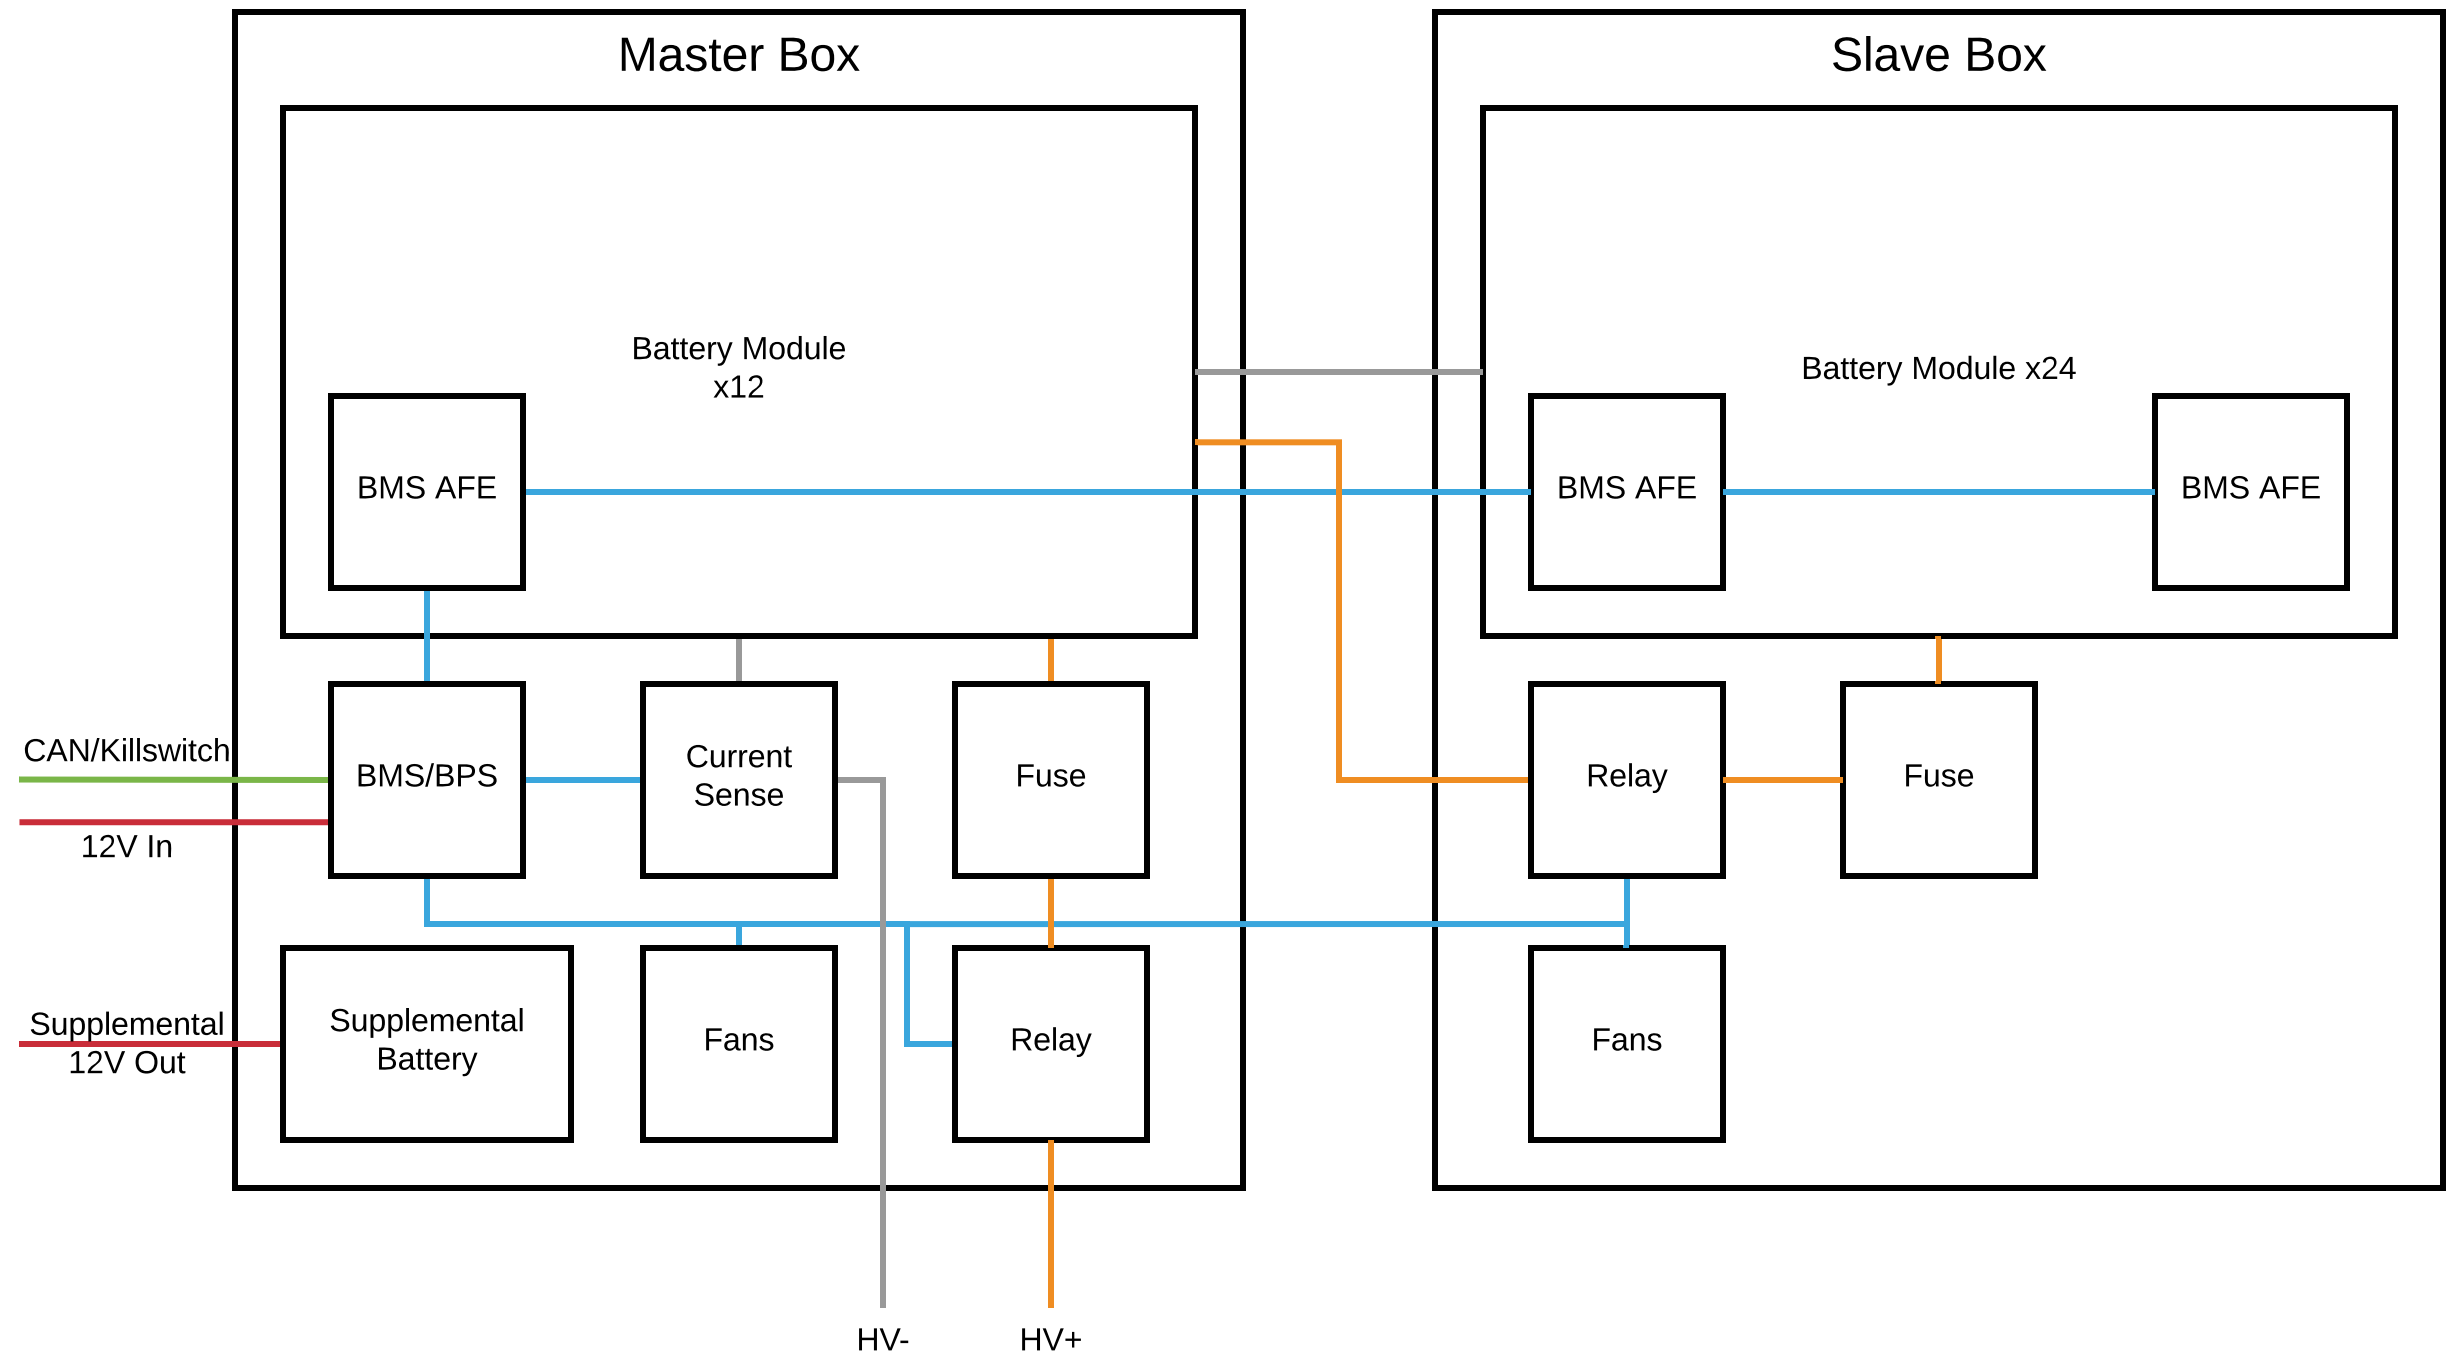 Master Box
Slave Box
Battery Module
x12
Battery Module x24
BMS AFE
BMS AFE
BMS AFE
CAN/Killswitch
12V In
BMS/BPS
Current
Sense
Fuse
Relay
Fuse
Supplemental
12V Out
Supplemental
Battery
Fans
Relay
Fans
HV-
HV+